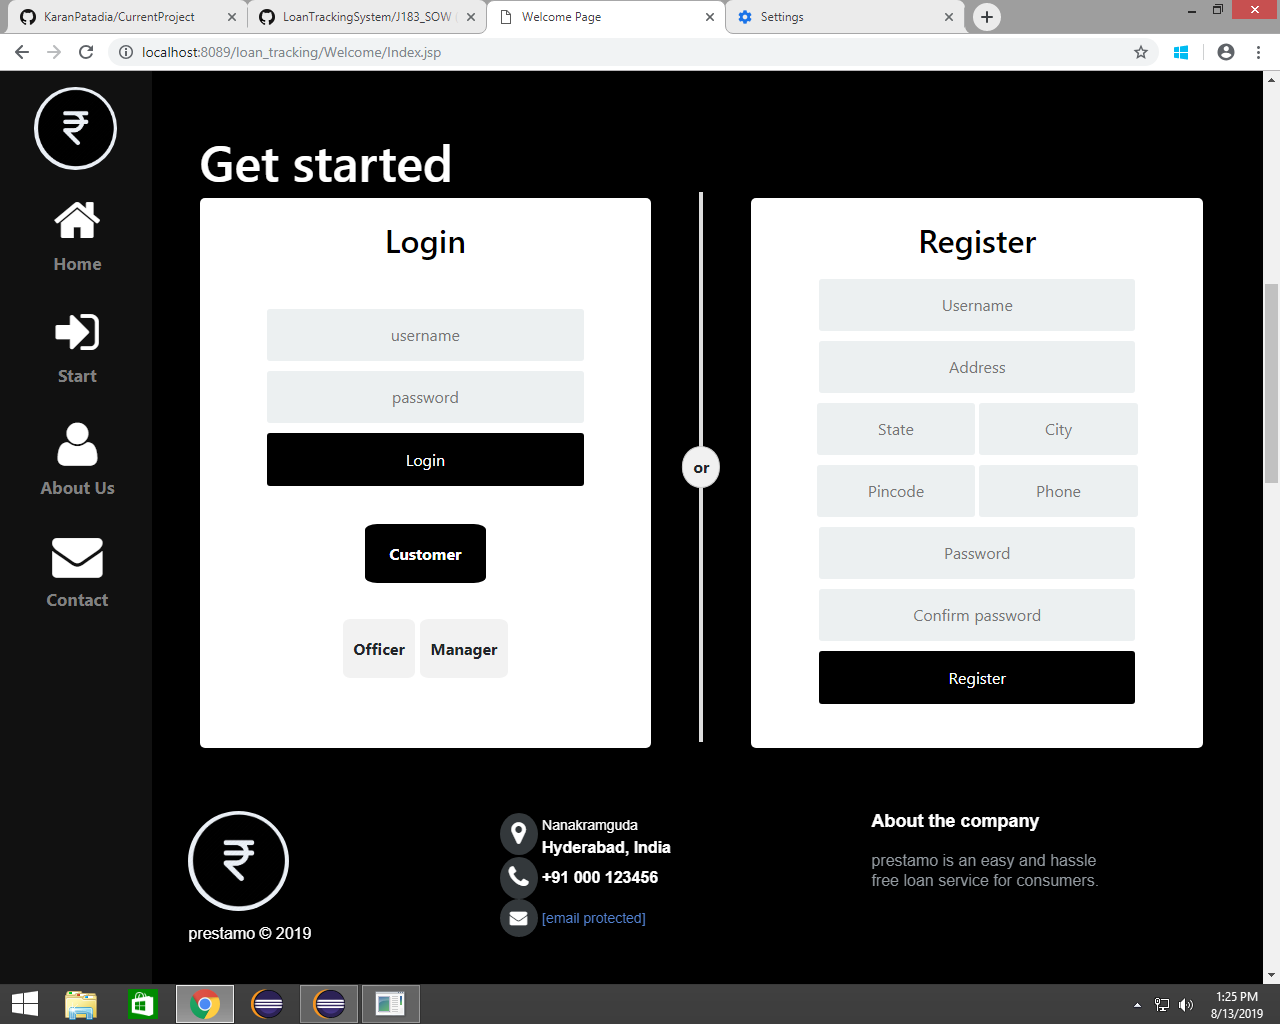 KaranPatadia/CurrentProject
LoanTrackingSystem/J183_SOW
Welcome Page
Settings
localhost:8089/loan_tracking/Welcome/Index.jsp
Home
Start
About Us
Contact
Get started
Login
username
password
Login
Customer
Officer Manager
or
Register
Username
Address
State City
Pincode Phone
Password
Confirm password
Register
prestamo © 2019
Nanakramguda
Hyderabad, India
+91 000 123456
[email protected]
About the company
prestamo is an easy and hassle
free loan service for consumers.
1:25 PM
8/13/2019